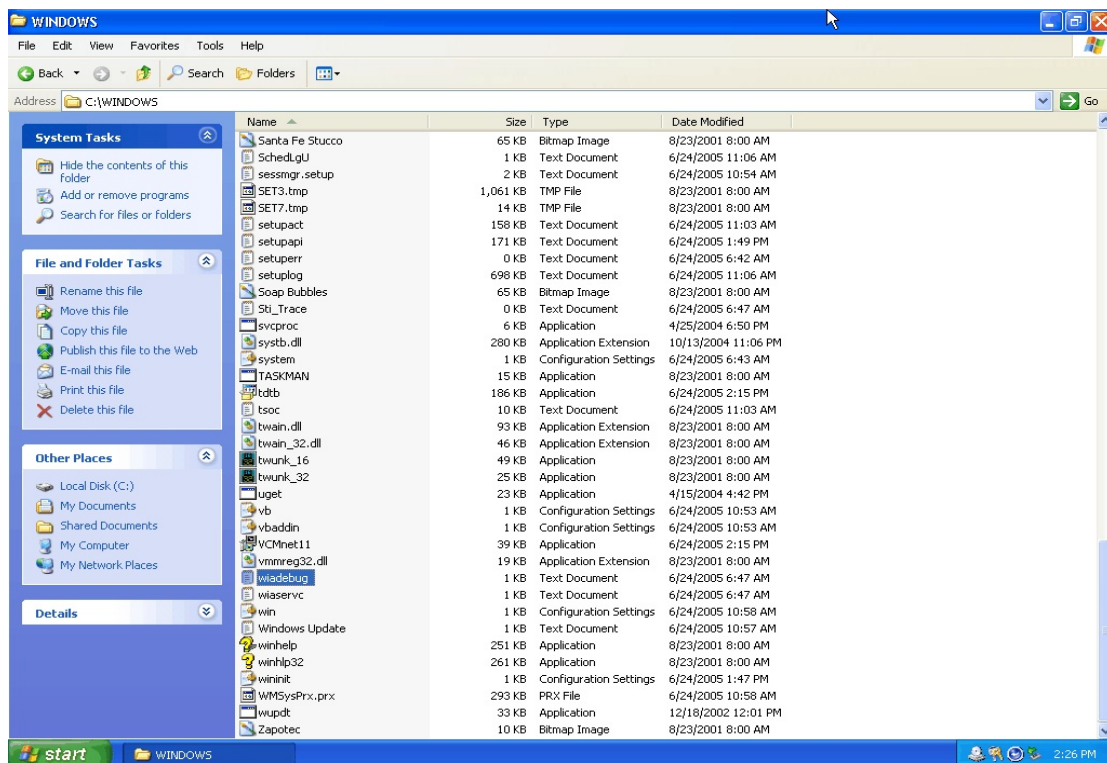 WINDOWS
File Edit View Favorites Tools Help
Back Search Folders
Address C:\WINDOWS Go
System Tasks
Hide the contents of this
folder
Add or remove programs
Search for files or folders
File and Folder Tasks
Rename this file
Move this file
Copy this file
Publish this file to the Web
E-mail this file
Print this file
Delete this file
Other Places
Local Disk (C:)
My Documents
Shared Documents
My Computer
My Network Places
Details
Name Size Type Date Modified
Santa Fe Stucco 65 KB Bitmap Image 8/23/2001 8:00 AM
SchedLgU 1 KB Text Document 6/24/2005 11:06 AM
sessmgr.setup 2 KB Text Document 6/24/2005 10:54 AM
SET3.tmp 1,061 KB TMP File 8/23/2001 8:00 AM
SET7.tmp 14 KB TMP File 8/23/2001 8:00 AM
setupact 158 KB Text Document 6/24/2005 11:03 AM
setupapi 171 KB Text Document 6/24/2005 1:49 PM
setuperr 0 KB Text Document 6/24/2005 6:42 AM
setuplog 698 KB Text Document 6/24/2005 11:06 AM
Soap Bubbles 65 KB Bitmap Image 8/23/2001 8:00 AM
Sti_Trace 0 KB Text Document 6/24/2005 6:47 AM
svcproc 6 KB Application 4/25/2004 6:50 PM
systb.dll 280 KB Application Extension 10/13/2004 11:06 PM
system 1 KB Configuration Settings 6/24/2005 6:43 AM
TASKMAN 15 KB Application 8/23/2001 8:00 AM
tdtb 186 KB Application 6/24/2005 2:15 PM
tsoc 10 KB Text Document 6/24/2005 11:03 AM
twain.dll 93 KB Application Extension 8/23/2001 8:00 AM
twain_32.dll 46 KB Application Extension 8/23/2001 8:00 AM
twunk_16 49 KB Application 8/23/2001 8:00 AM
twunk_32 25 KB Application 8/23/2001 8:00 AM
uget 23 KB Application 4/15/2004 4:42 PM
vb 1 KB Configuration Settings 6/24/2005 10:53 AM
vbaddin 1 KB Configuration Settings 6/24/2005 10:53 AM
VCMnet11 39 KB Application 6/24/2005 2:15 PM
vmmreg32.dll 19 KB Application Extension 8/23/2001 8:00 AM
wiadebug 1 KB Text Document 6/24/2005 6:47 AM
wiaservc 1 KB Text Document 6/24/2005 6:47 AM
win 1 KB Configuration Settings 6/24/2005 10:58 AM
Windows Update 1 KB Text Document 6/24/2005 10:57 AM
winhelp 251 KB Application 8/23/2001 8:00 AM
winhlp32 261 KB Application 8/23/2001 8:00 AM
wininit 1 KB Configuration Settings 6/24/2005 1:47 PM
WMSysPrx.prx 293 KB PRX File 6/24/2005 10:58 AM
wupdt 33 KB Application 12/18/2002 12:01 PM
Zapotec 10 KB Bitmap Image 8/23/2001 8:00 AM
start WINDOWS 2:26 PM